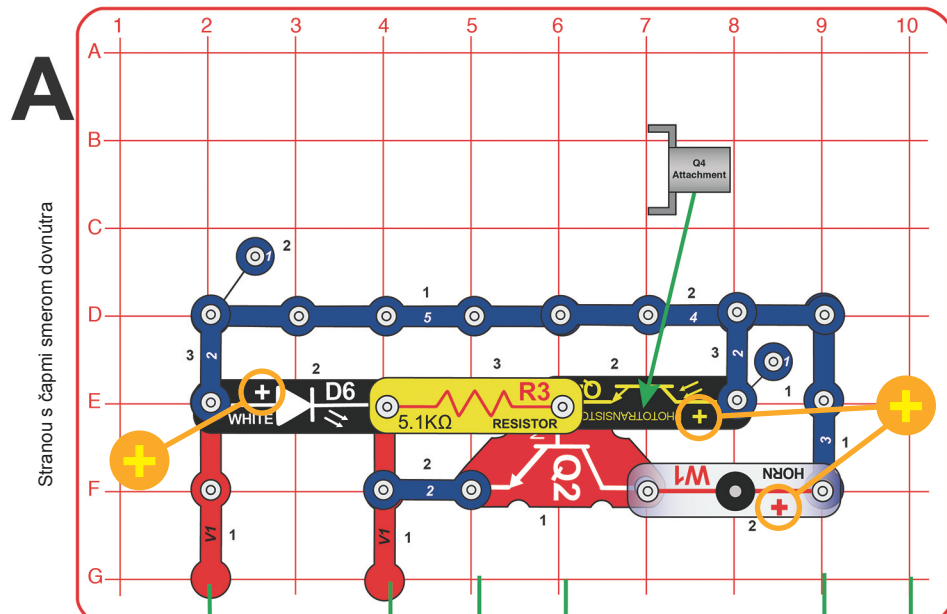 1 2 3 4 5 6 7 8 9 10
A
A
B
Q4
Attachment
C
Stranou s čapmi smerom dovnútra
1 2
D
1 2
5 4
3 2 3 2 1
2 3 2 1
E
+ D6 R3 Q
WHITE 5.1KΩ RESISTOR PHOTOTRANSISTOR +
+ +
3 1
2 Q2 W1 HORN
F
2 +
1 2
V1 1 V1 1
G